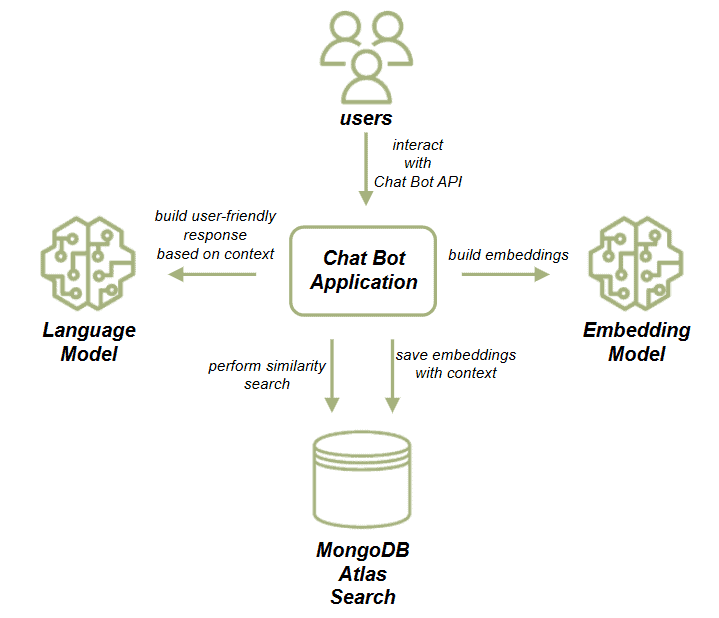 users
interact
with
Chat Bot API
build user-friendly
response
based on context
Chat Bot
Application
build embeddings
Language
Model
Embedding
Model
perform similarity
search
save embeddings
with context
MongoDB
Atlas
Search